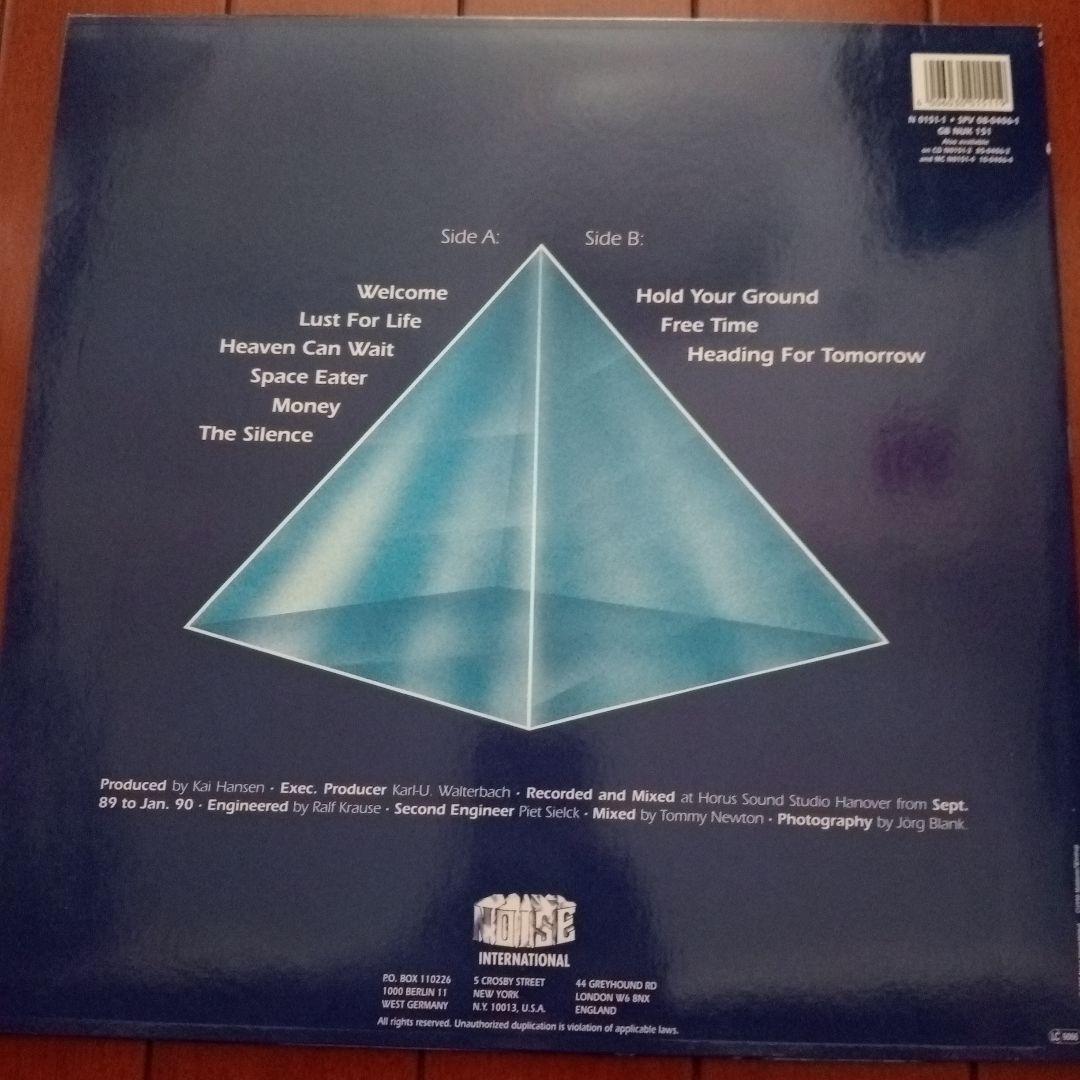 N 0151-1 • SPV 08-0406-1
GB NUK 151
Also available
Side A:
Side B:
Welcome
Lust For Life
Heaven Can Wait
Space Eater
Money
The Silence
Hold Your Ground
Free Time
Heading For Tomorrow
Produced by Kai Hansen · Exec. Producer Karl-U. Walterbach · Recorded and Mixed at Horus Sound Studio Hanover from Sept.
89 to Jan. 90 · Engineered by Ralf Krause · Second Engineer Piet Sielck · Mixed by Tommy Newton · Photography by Jörg Blank.
NOISE
INTERNATIONAL
P.O. BOX 110226
1000 BERLIN 11
WEST GERMANY
5 CROSBY STREET
NEW YORK
N.Y. 10013, U.S.A.
44 GREYHOUND RD
LONDON W6 8NX
ENGLAND
All rights reserved. Unauthorized duplication is violation of applicable laws.